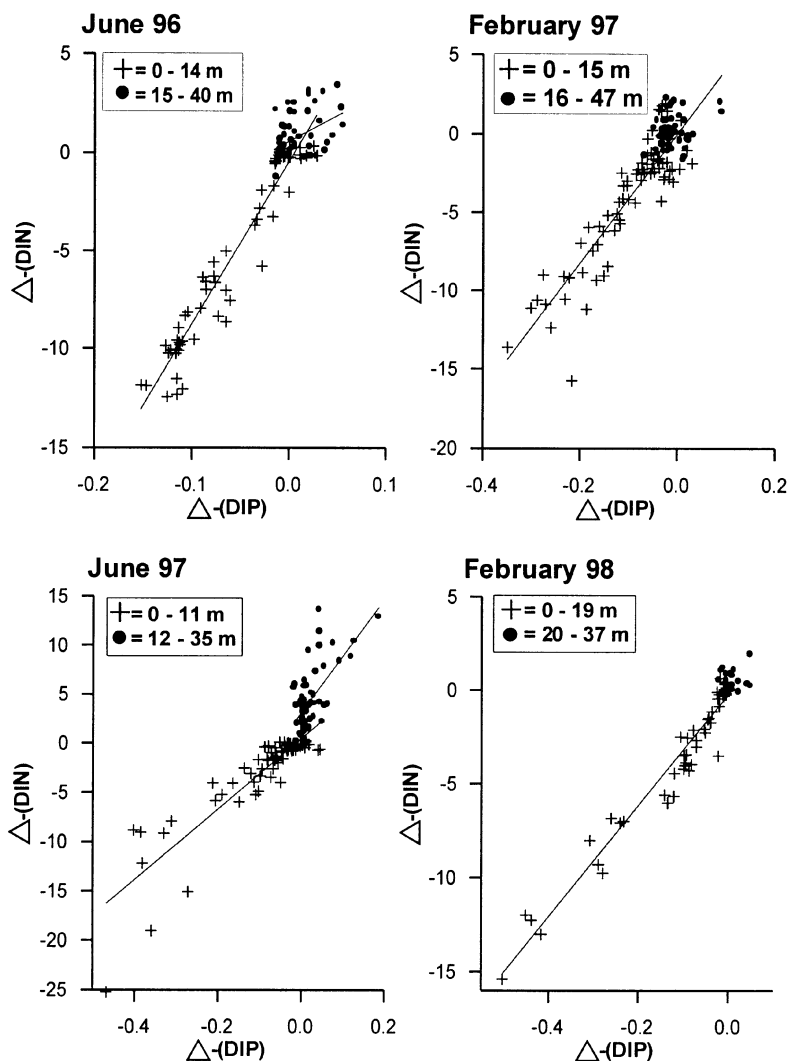 June 96
+ = 0 - 14 m
● = 15 - 40 m
5
0
-5
-10
-15
-0.2
-0.1
0.0
0.1
△-(DIN)
△-(DIP)
February 97
+ = 0 - 15 m
● = 16 - 47 m
5
0
-5
-10
-15
-20
-0.4
-0.2
0.0
0.2
△-(DIN)
△-(DIP)
June 97
+ = 0 - 11 m
● = 12 - 35 m
15
10
5
0
-5
-10
-15
-20
-25
-0.4
-0.2
0.0
0.2
△-(DIN)
△-(DIP)
February 98
+ = 0 - 19 m
● = 20 - 37 m
5
0
-5
-10
-15
-0.4
-0.2
0.0
△-(DIN)
△-(DIP)